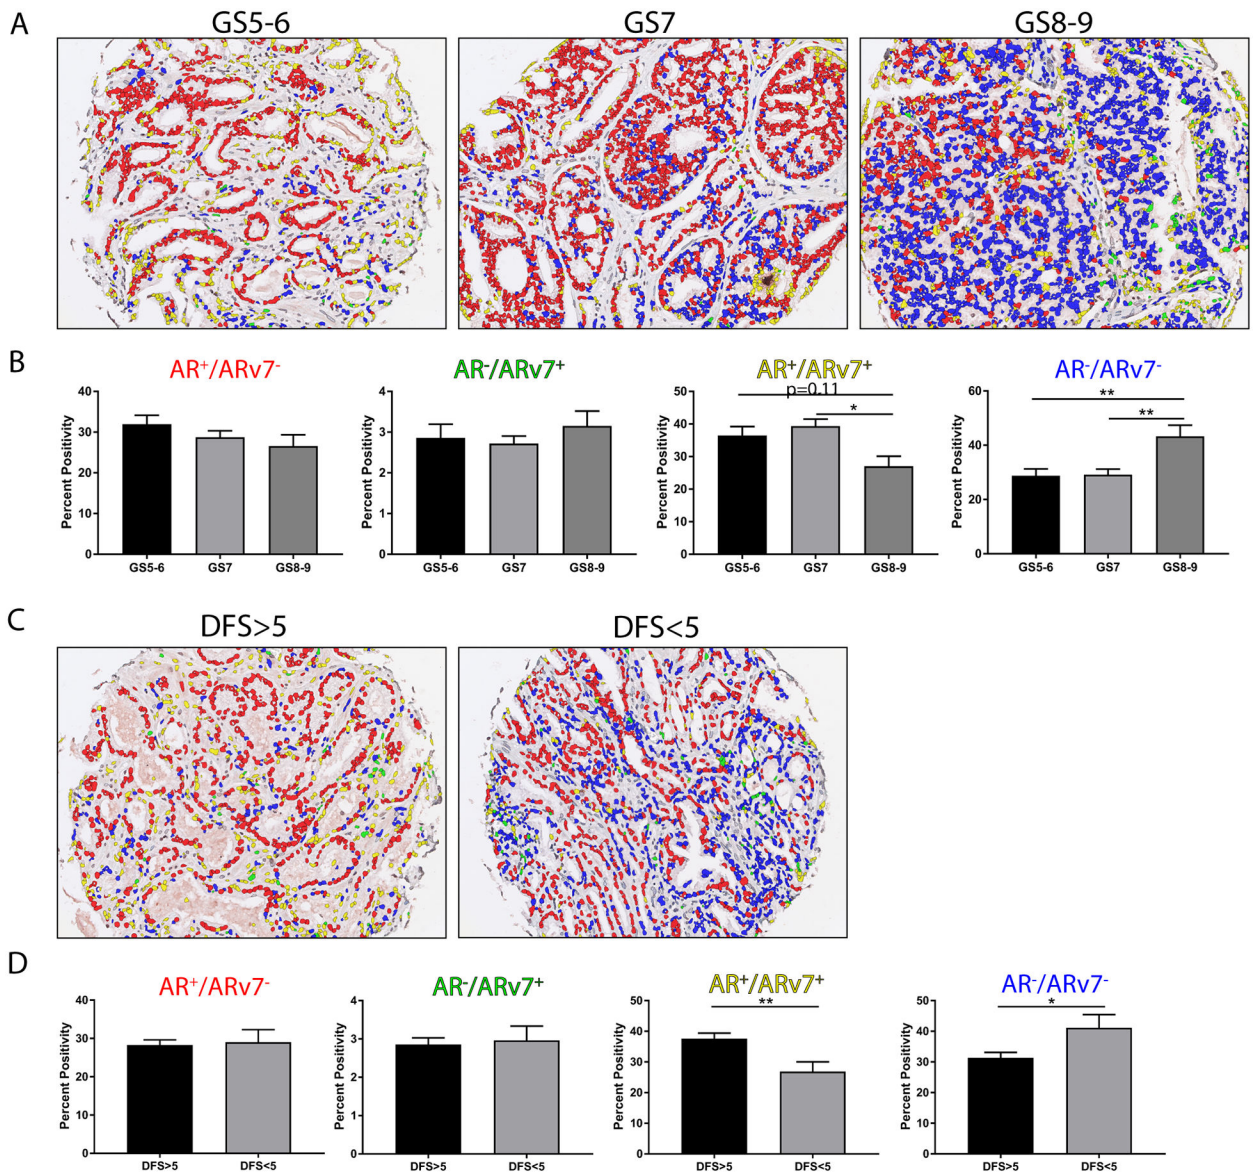 A
GS5-6
GS7
GS8-9
B
AR+/ARv7-
Percent Positivity
40
30
20
10
0
GS5-6 GS7 GS8-9
AR-/ARv7+
Percent Positivity
4
3
2
1
0
GS5-6 GS7 GS8-9
AR+/ARv7+
p=0.11
*
Percent Positivity
50
40
30
20
10
0
GS5-6 GS7 GS8-9
AR-/ARv7-
**
**
Percent Positivity
60
40
20
0
GS5-6 GS7 GS8-9
C
DFS>5
DFS<5
D
AR+/ARv7-
Percent Positivity
40
30
20
10
0
DFS>5 DFS<5
AR-/ARv7+
Percent Positivity
4
3
2
1
0
DFS>5 DFS<5
AR+/ARv7+
**
Percent Positivity
50
40
30
20
10
0
DFS>5 DFS<5
AR-/ARv7-
*
Percent Positivity
50
40
30
20
10
0
DFS>5 DFS<5